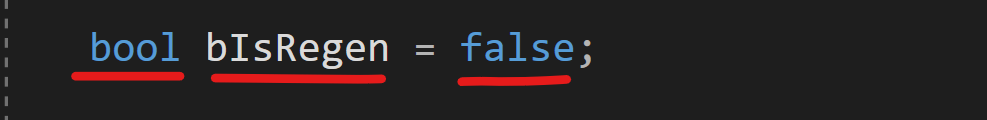 bool bIsRegen = false;